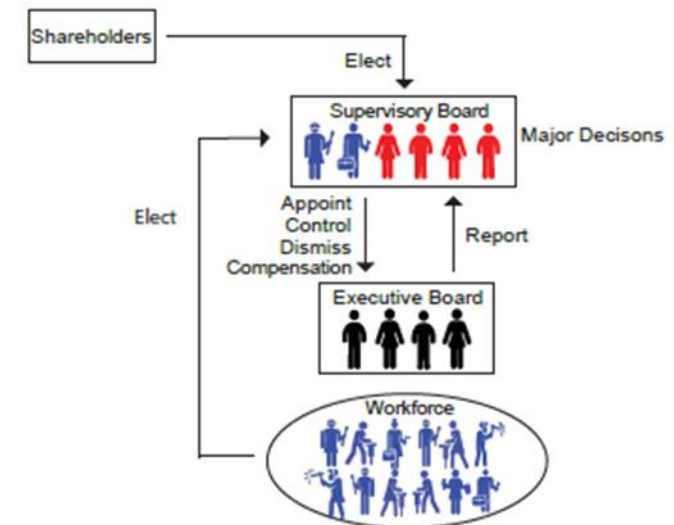 Shareholders
Elect
Supervisory Board
Major Decisons
Elect
Appoint
Control
Dismiss
Compensation
Report
Executive Board
Workforce